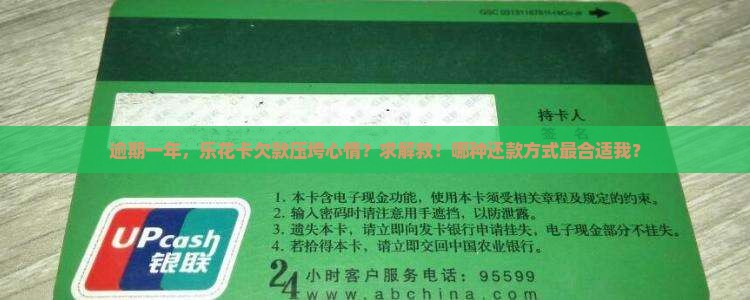 持卡人
签名
逾期一年，乐花卡欠款压垮心情？求解救！哪种还款方式最合适我？
1. 本卡含电子现金功能，使用本卡须受相关章程及规定的约束。
2. 输入密码时请注意用手遮挡，以防泄露。
3. 遗失本卡，请立即向发卡银行申请挂失，电子现金部分不挂失。
4. 若拾得本卡，请立即交回中国农业银行。
UPcash
银联
24小时客户服务电话：95599
www.abchina.com